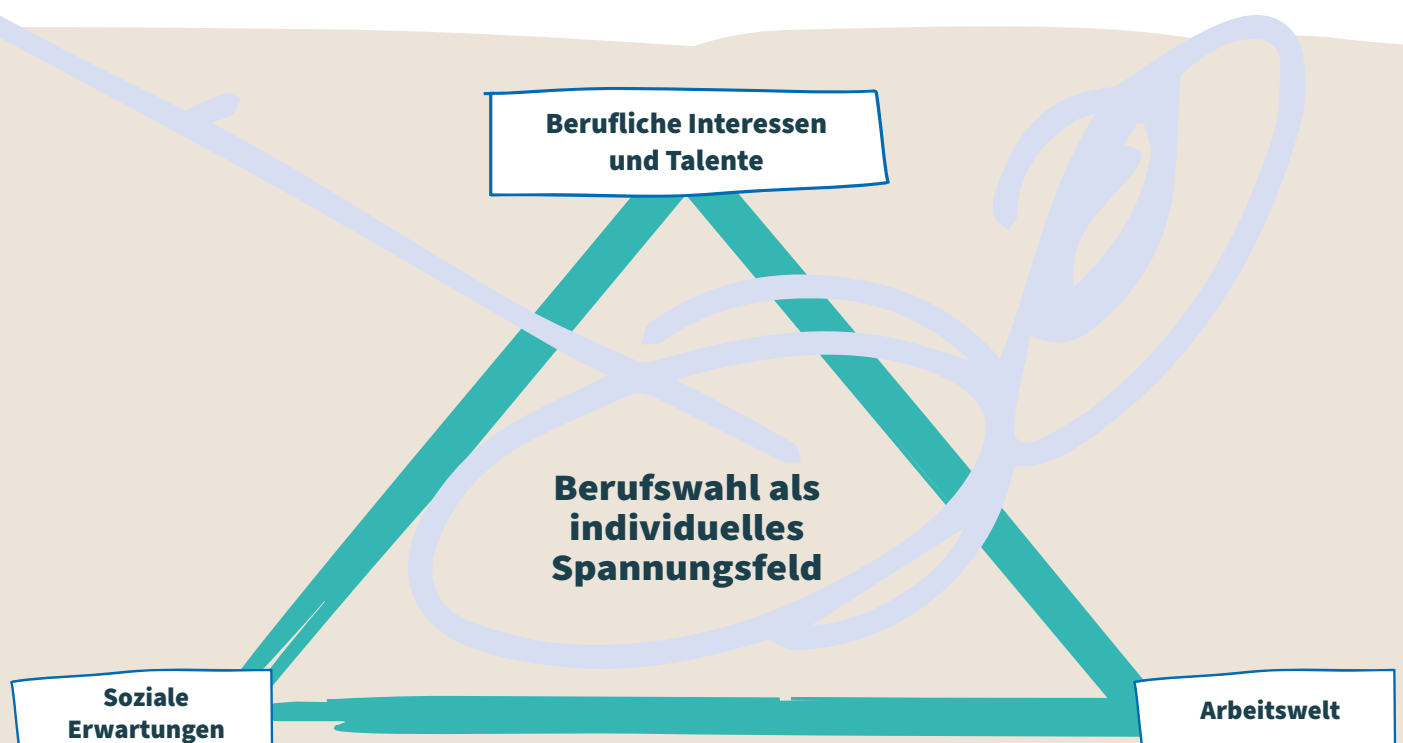 Berufliche Interessen
und Talente
Berufswahl als
individuelles
Spannungsfeld
Soziale
Erwartungen
Arbeitswelt